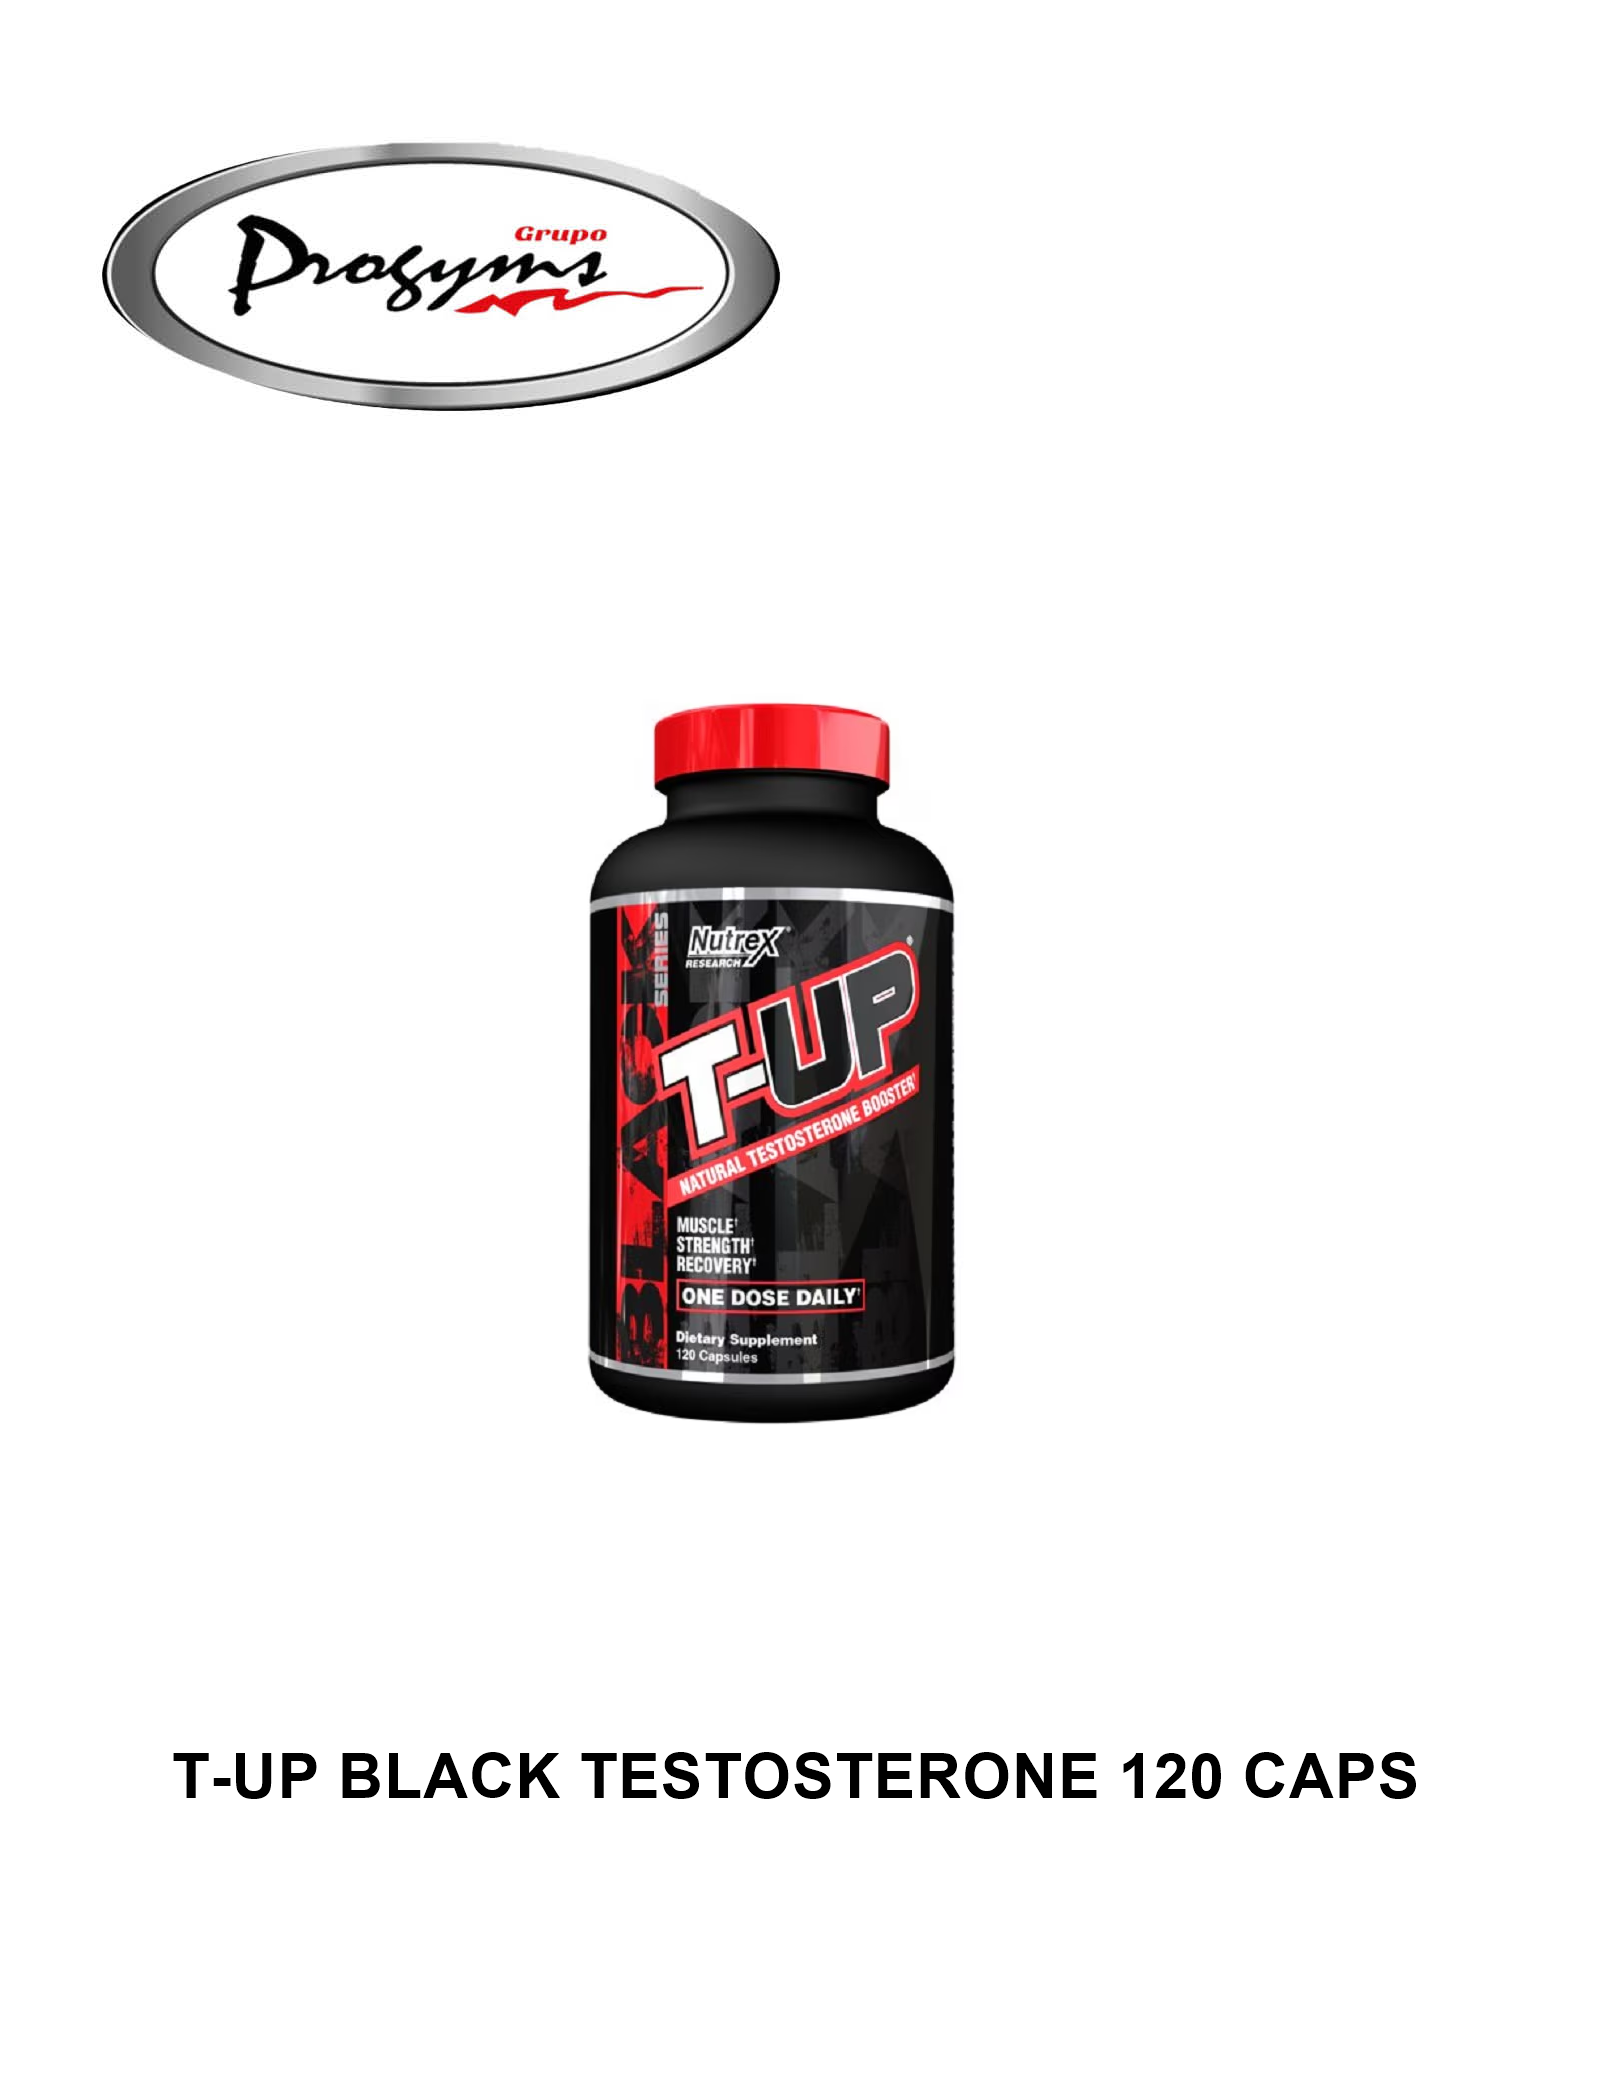 Grupo
Progyms
BLACK SERIES
Nutrex®
RESEARCH
T-UP®
NATURAL TESTOSTERONE BOOSTER†
MUSCLE†
STRENGTH†
RECOVERY†
ONE DOSE DAILY†
Dietary Supplement
120 Capsules
T-UP BLACK TESTOSTERONE 120 CAPS